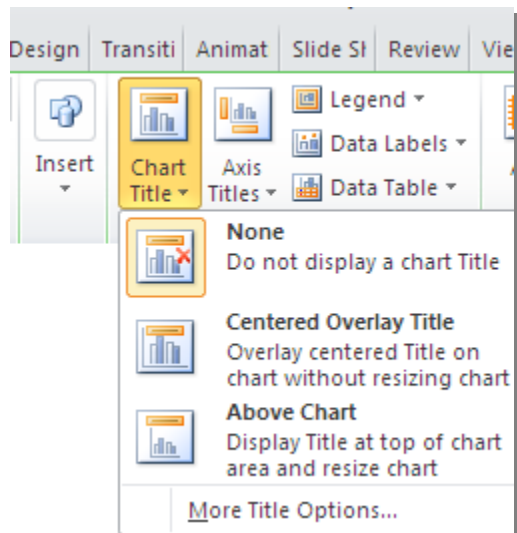 Design Transiti Animat Slide Sh Review Vie
Insert
Chart Title
Axis Titles
Legend
Data Labels
Data Table
None
Do not display a chart Title
Centered Overlay Title
Overlay centered Title on
chart without resizing chart
Above Chart
Display Title at top of chart
area and resize chart
More Title Options...